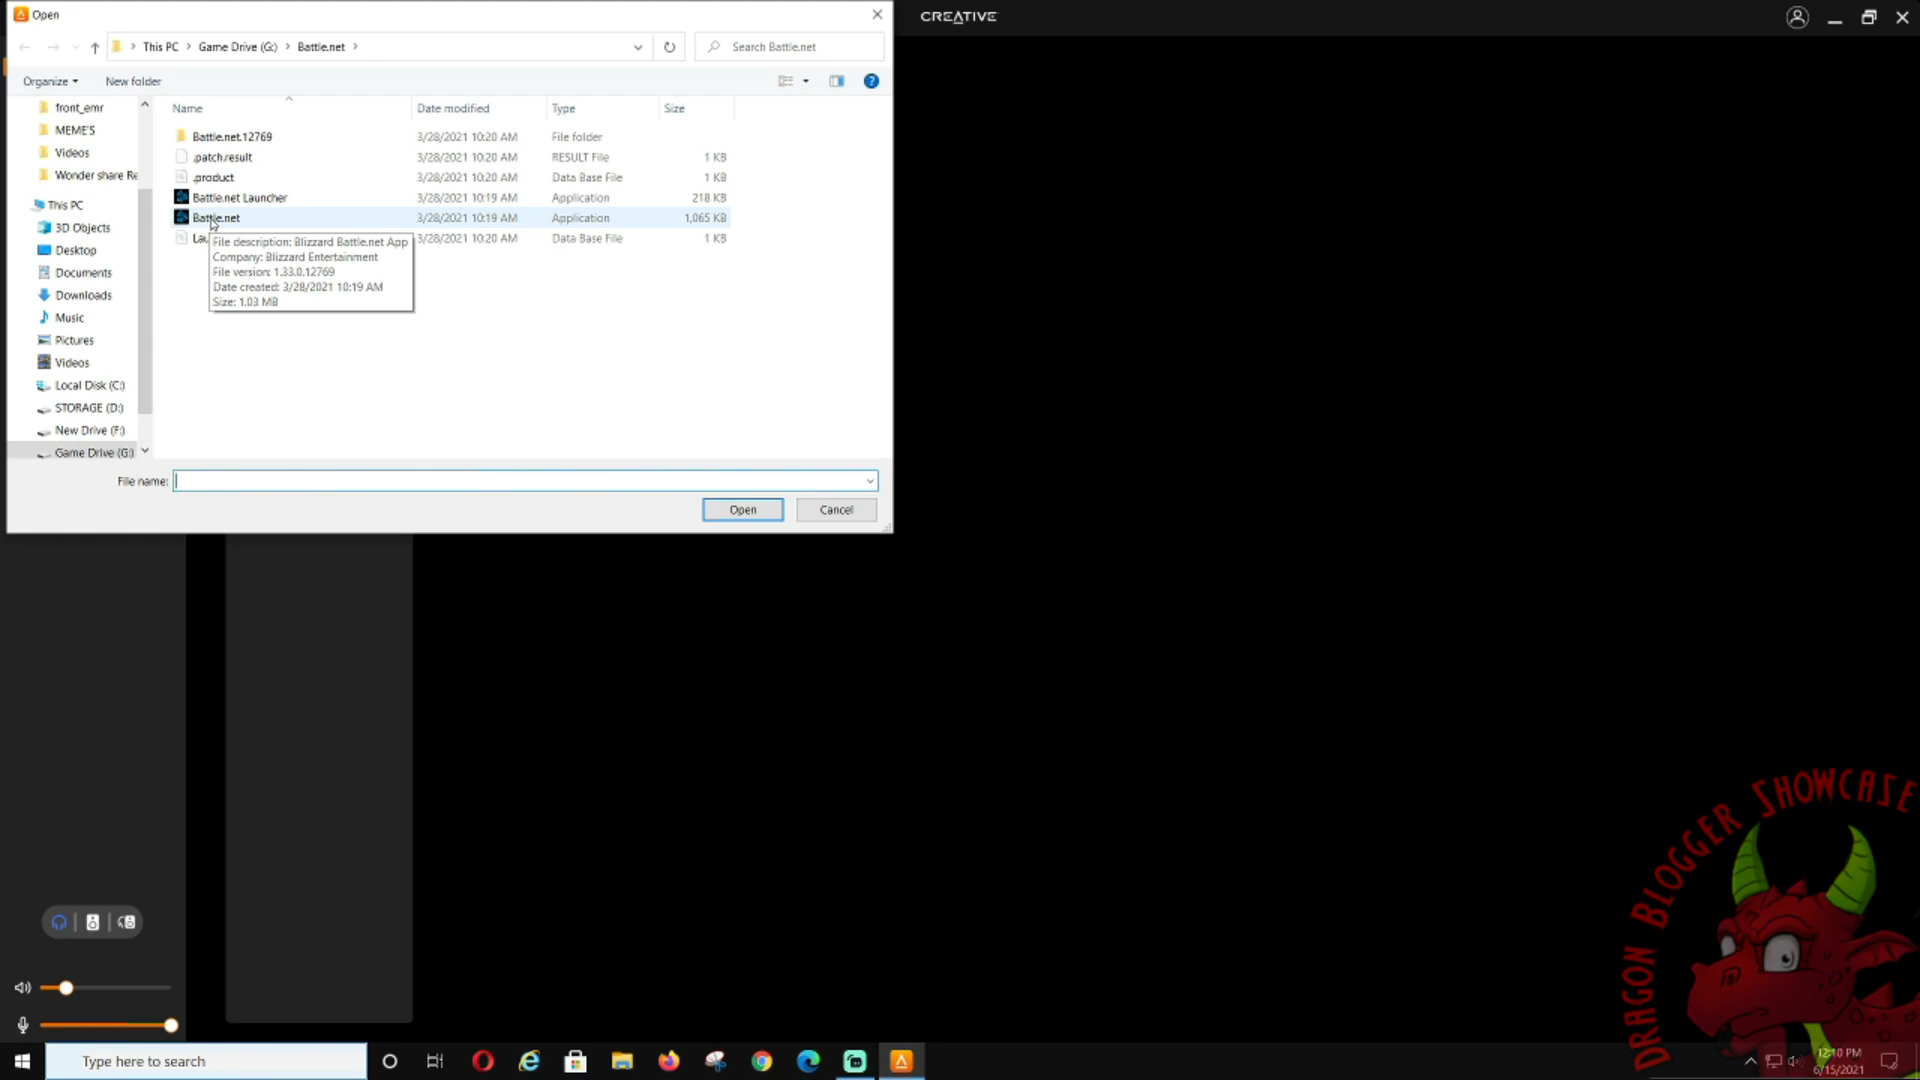 Open
CREATIVE
This PC > Game Drive (G:) > Battle.net >
Search Battle.net
Organize
New folder
front_emr
MEME'S
Videos
Wonder share Re
This PC
3D Objects
Desktop
Documents
Downloads
Music
Pictures
Videos
Local Disk (C:)
STORAGE (D:)
New Drive (F:)
Game Drive (G:)
Name Date modified Type Size
Battle.net.12769 3/28/2021 10:20 AM File folder
.patch.result 3/28/2021 10:20 AM RESULT File 1 KB
.product 3/28/2021 10:20 AM Data Base File 1 KB
Battle.net Launcher 3/28/2021 10:19 AM Application 218 KB
Battle.net 3/28/2021 10:19 AM Application 1,065 KB
Lau 3/28/2021 10:20 AM Data Base File 1 KB
File description: Blizzard Battle.net App
Company: Blizzard Entertainment
File version: 1.33.0.12769
Date created: 3/28/2021 10:19 AM
Size: 1.03 MB
File name:
Open
Cancel
DRAGON BLOGGER SHOWCASE
Type here to search
12:10 PM
6/15/2021